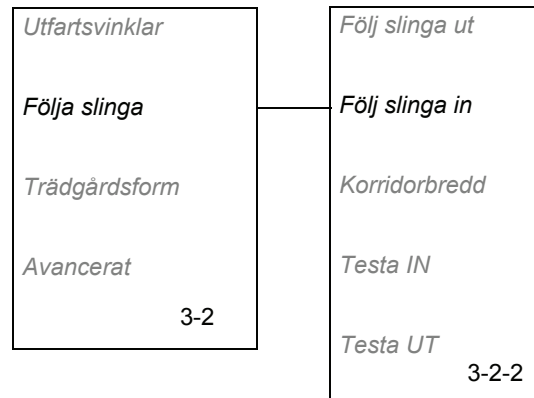 Utfartsvinklar
Följa slinga
Trädgårdsform
Avancerat
3-2
Följ slinga ut
Följ slinga in
Korridorbredd
Testa IN
Testa UT
3-2-2